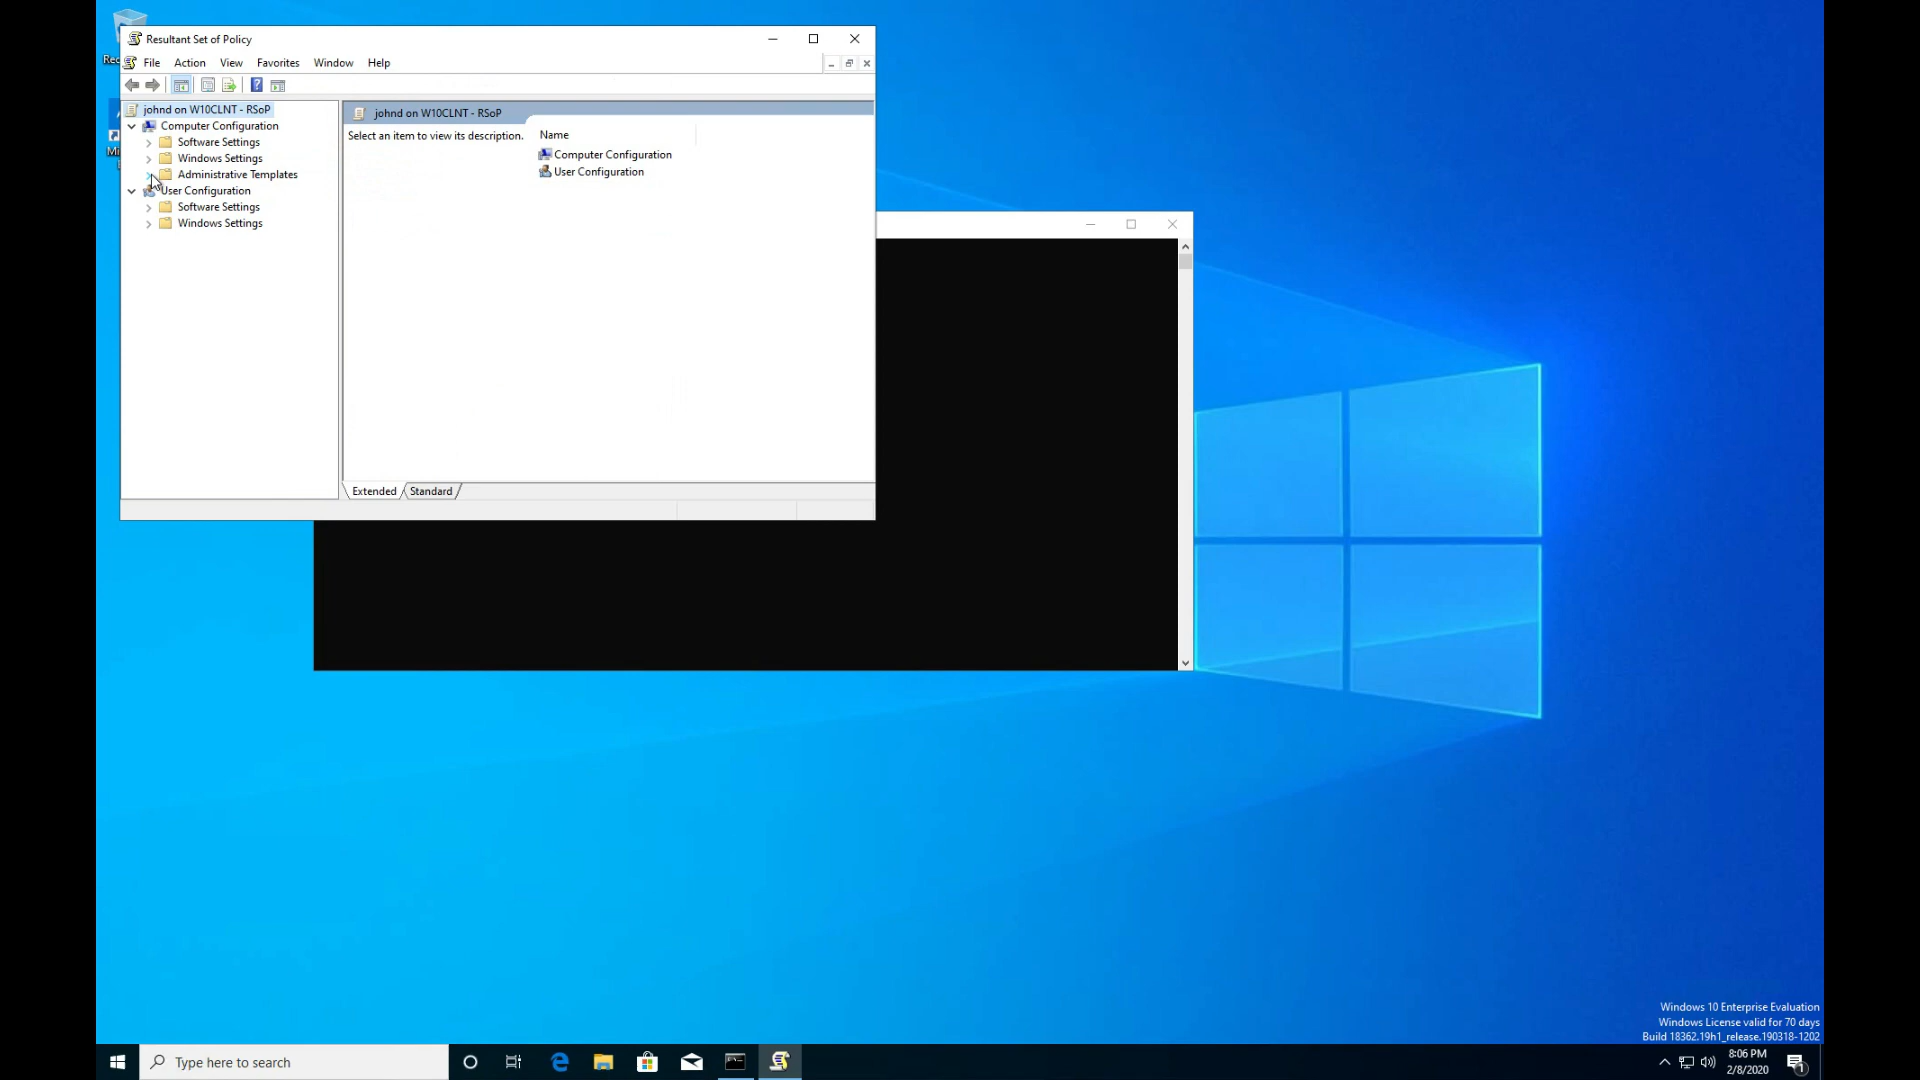 Resultant Set of Policy
File Action View Favorites Window Help
johnd on W10CLNT - RSoP
Computer Configuration
Software Settings
Windows Settings
Administrative Templates
User Configuration
Software Settings
Windows Settings
johnd on W10CLNT - RSoP
Select an item to view its description.
Name
Computer Configuration
User Configuration
Extended Standard
Windows 10 Enterprise Evaluation
Windows License valid for 70 days
Build 18362.19h1_release.190318-1202
Type here to search
8:06 PM
2/8/2020
1